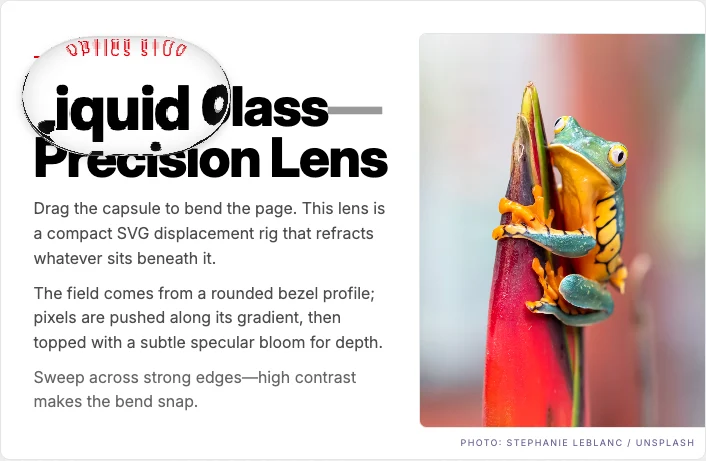 Liquid Glass—
Precision Lens
Drag the capsule to bend the page. This lens is
a compact SVG displacement rig that refracts
whatever sits beneath it.
The field comes from a rounded bezel profile;
pixels are pushed along its gradient, then
topped with a subtle specular bloom for depth.
Sweep across strong edges—high contrast
makes the bend snap.
PHOTO: STEPHANIE LEBLANC / UNSPLASH